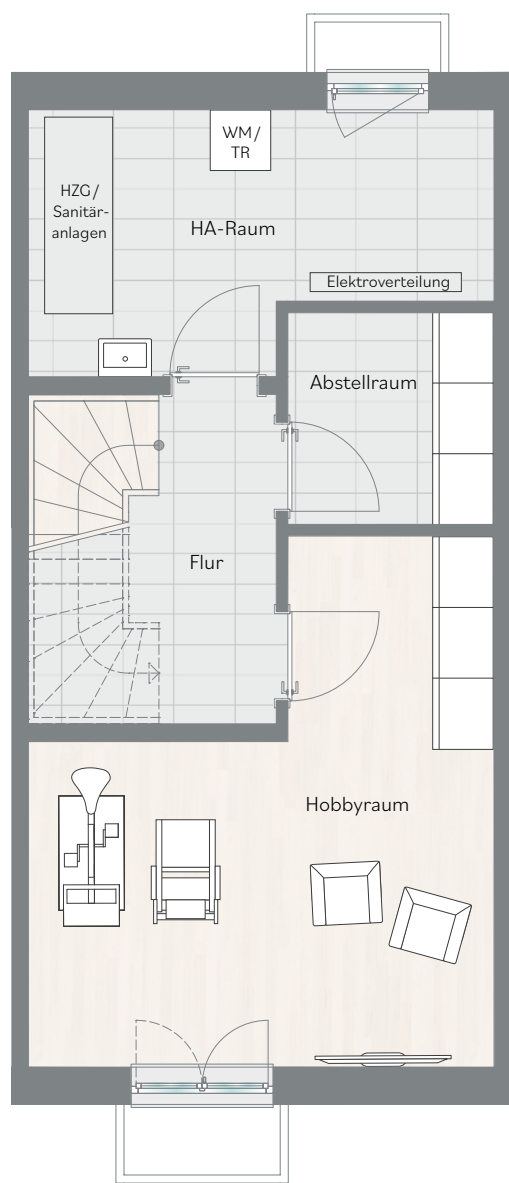 WM/
TR
HZG/
Sanitär-
anlagen
HA-Raum
Elektroverteilung
Abstellraum
Flur
Hobbyraum